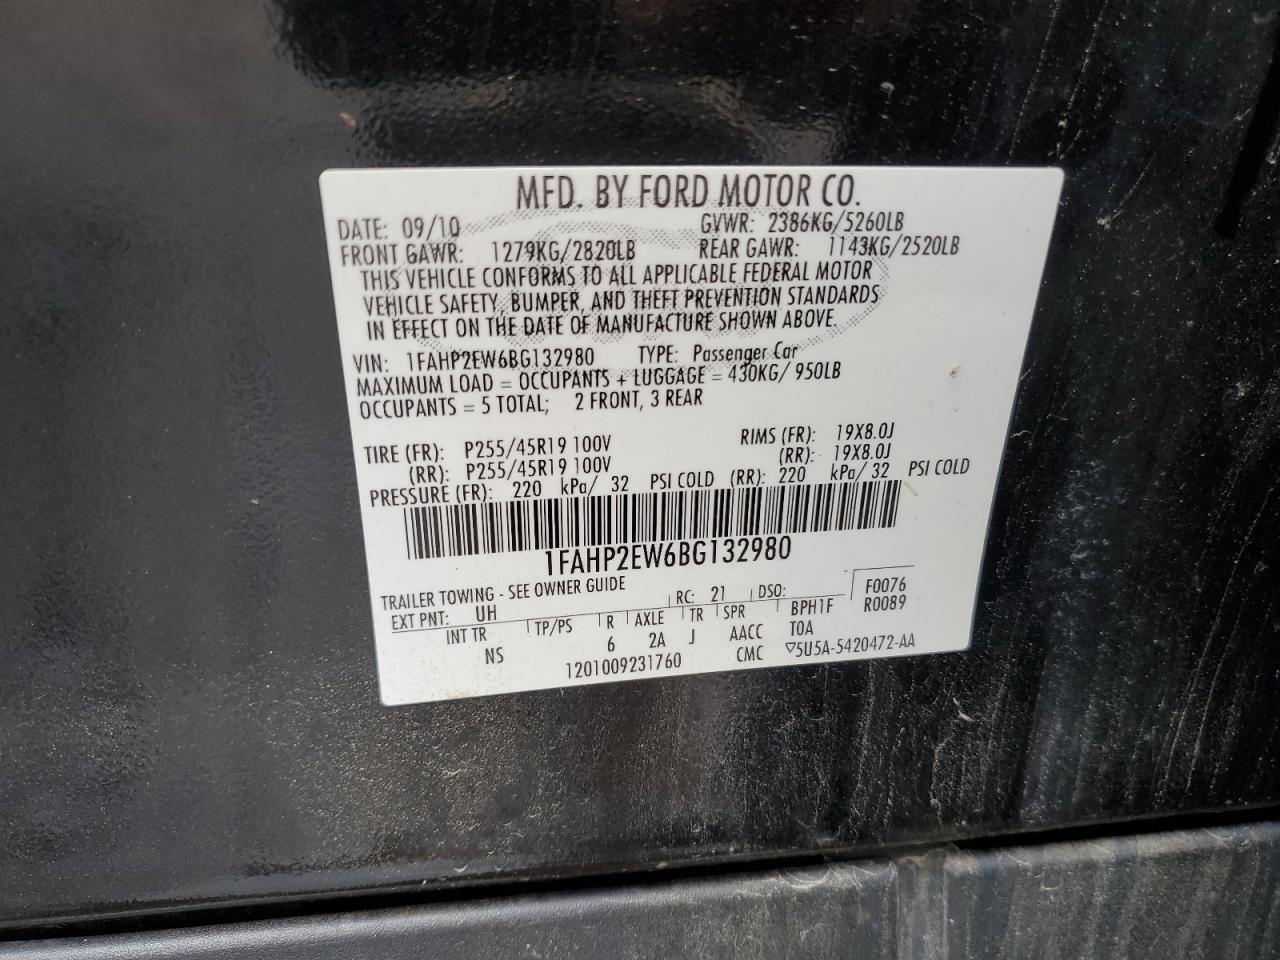 MFD. BY FORD MOTOR CO.
DATE: 09/10 GVWR: 2386KG/5260LB
FRONT GAWR: 1279KG/2820LB REAR GAWR: 1143KG/2520LB
THIS VEHICLE CONFORMS TO ALL APPLICABLE FEDERAL MOTOR
VEHICLE SAFETY, BUMPER, AND THEFT PREVENTION STANDARDS
IN EFFECT ON THE DATE OF MANUFACTURE SHOWN ABOVE.
VIN: 1FAHP2EW6BG132980 TYPE: Passenger Car
MAXIMUM LOAD = OCCUPANTS + LUGGAGE = 430KG/ 950LB
OCCUPANTS = 5 TOTAL; 2 FRONT, 3 REAR
TIRE (FR): P255/45R19 100V RIMS (FR): 19X8.0J
(RR): P255/45R19 100V (RR): 19X8.0J
PRESSURE (FR): 220 kPa/ 32 PSI COLD (RR): 220 kPa/ 32 PSI COLD
1FAHP2EW6BG132980
TRAILER TOWING - SEE OWNER GUIDE
EXT PNT: UH RC: 21 DSO: F0076
INT TR TP/PS R AXLE TR SPR BPH1F R0089
NS 6 2A J AACC TOA
1201009231760 CMC ▽5U5A-5420472-AA